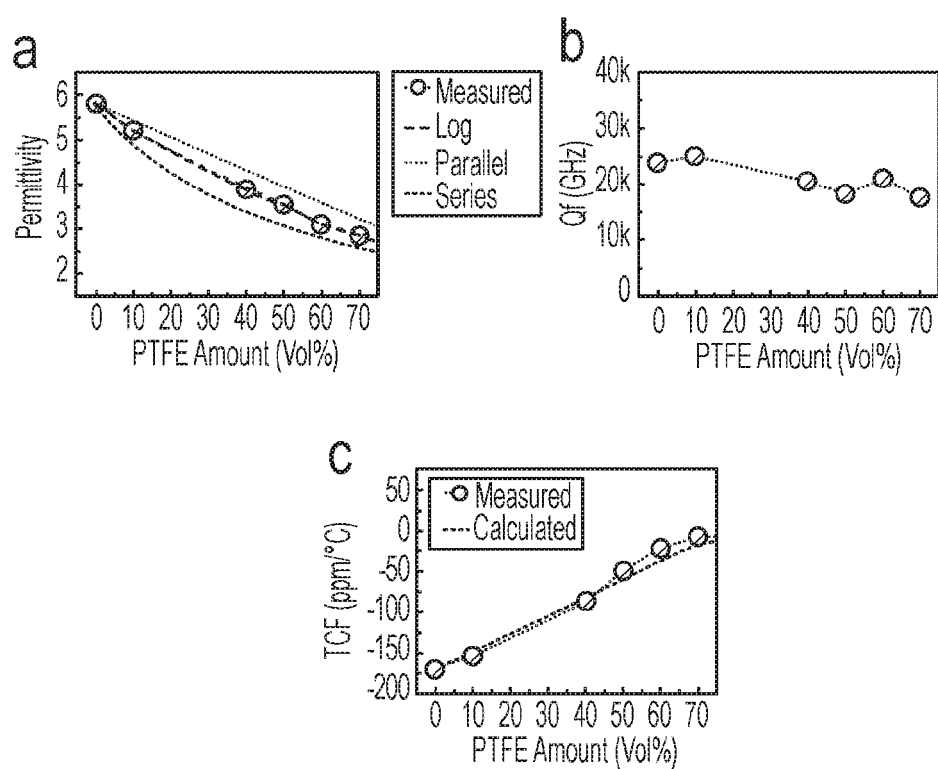 a
6
5
4
3
2
Permittivity
0 10 20 30 40 50 60 70
PTFE Amount (Vol%)
Measured
Log
Parallel
Series
b
40k
30k
20k
10k
0
Qf (GHz)
0 10 20 30 40 50 60 70
PTFE Amount (Vol%)
c
50
0
-50
-100
-150
-200
TCF (ppm/°C)
Measured
Calculated
0 10 20 30 40 50 60 70
PTFE Amount (Vol%)